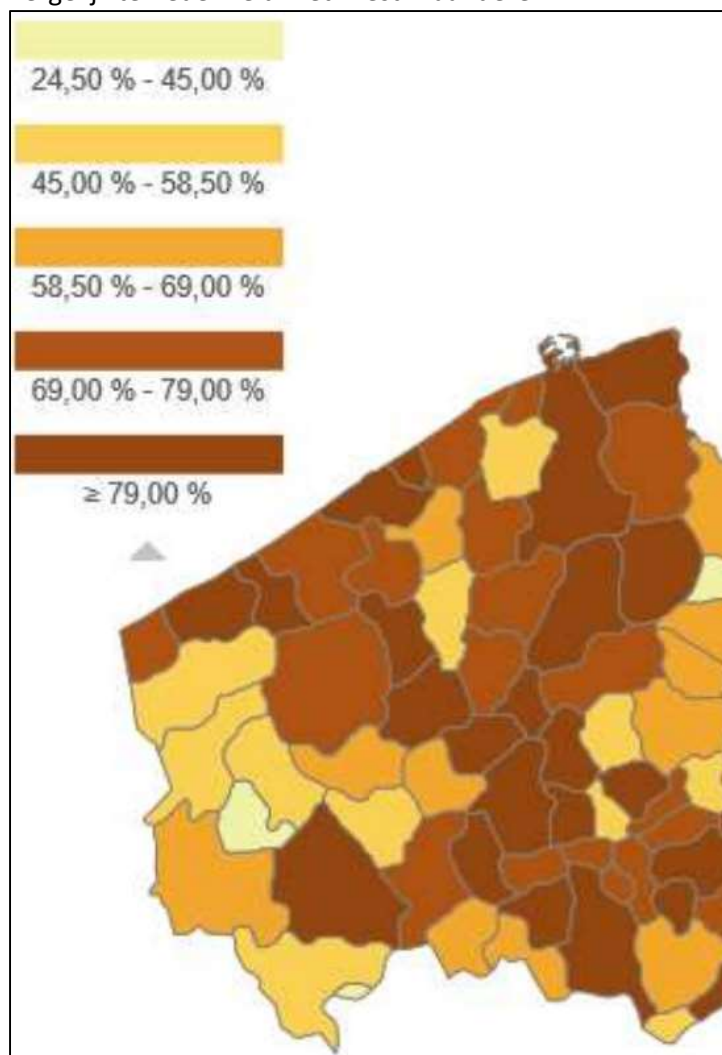 24,50 % - 45,00 %
45,00 % - 58,50 %
58,50 % - 69,00 %
69,00 % - 79,00 %
≥ 79,00 %